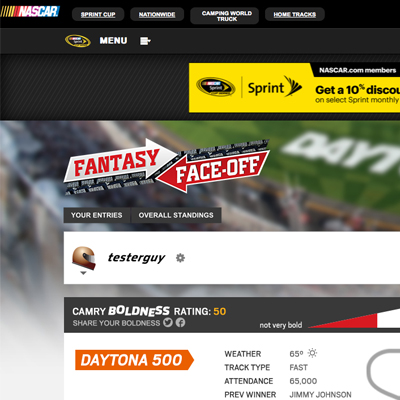 NASCAR
SPRINT CUP
NATIONWIDE
CAMPING WORLD
TRUCK
HOME TRACKS
MENU
NASCAR.com members
Sprint
Get a 10% discou
on select Sprint monthly
DAYT
FANTASY
FACE-OFF
YOUR ENTRIES
OVERALL STANDINGS
testerguy
CAMRY BOLDNESS RATING: 50
SHARE YOUR BOLDNESS
not very bold
DAYTONA 500
WEATHER 65º
TRACK TYPE FAST
ATTENDANCE 65,000
PREV WINNER JIMMY JOHNSON